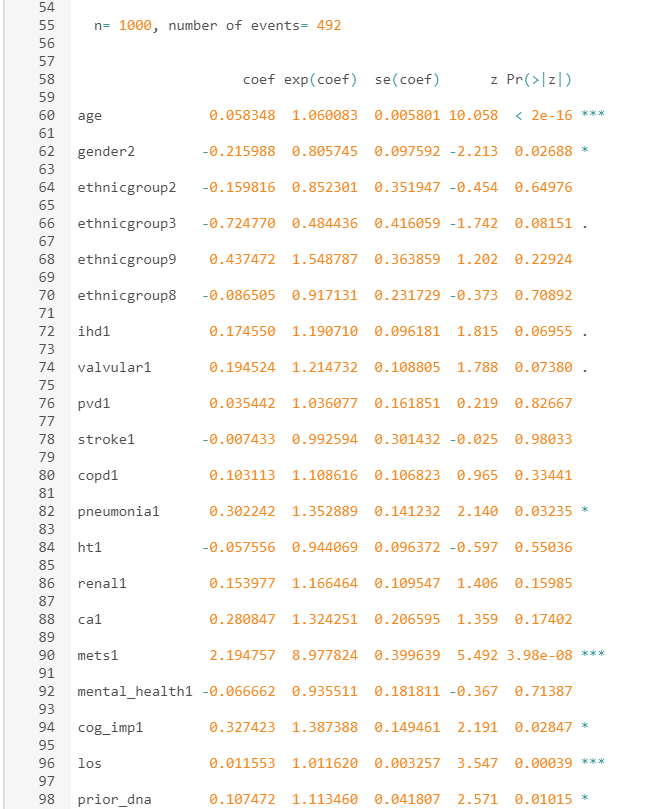 54
55 n= 1000, number of events= 492
56
57
58 coef exp(coef) se(coef) z Pr(>|z|)
59
60 age 0.058348 1.060083 0.005801 10.058 < 2e-16 ***
61
62 gender2 -0.215988 0.805745 0.097592 -2.213 0.02688 *
63
64 ethnicgroup2 -0.159816 0.852301 0.351947 -0.454 0.64976
65
66 ethnicgroup3 -0.724770 0.484436 0.416059 -1.742 0.08151 .
67
68 ethnicgroup9 0.437472 1.548787 0.363859 1.202 0.22924
69
70 ethnicgroup8 -0.086505 0.917131 0.231729 -0.373 0.70892
71
72 ihd1 0.174550 1.190710 0.096181 1.815 0.06955 .
73
74 valvular1 0.194524 1.214732 0.108805 1.788 0.07380 .
75
76 pvd1 0.035442 1.036077 0.161851 0.219 0.82667
77
78 stroke1 -0.007433 0.992594 0.301432 -0.025 0.98033
79
80 copd1 0.103113 1.108616 0.106823 0.965 0.33441
81
82 pneumonia1 0.302242 1.352889 0.141232 2.140 0.03235 *
83
84 ht1 -0.057556 0.944069 0.096372 -0.597 0.55036
85
86 renal1 0.153977 1.166464 0.109547 1.406 0.15985
87
88 ca1 0.280847 1.324251 0.206595 1.359 0.17402
89
90 mets1 2.194757 8.977824 0.399639 5.492 3.98e-08 ***
91
92 mental_health1 -0.066662 0.935511 0.181811 -0.367 0.71387
93
94 cog_imp1 0.327423 1.387388 0.149461 2.191 0.02847 *
95
96 los 0.011553 1.011620 0.003257 3.547 0.00039 ***
97
98 prior_dna 0.107472 1.113460 0.041807 2.571 0.01015 *